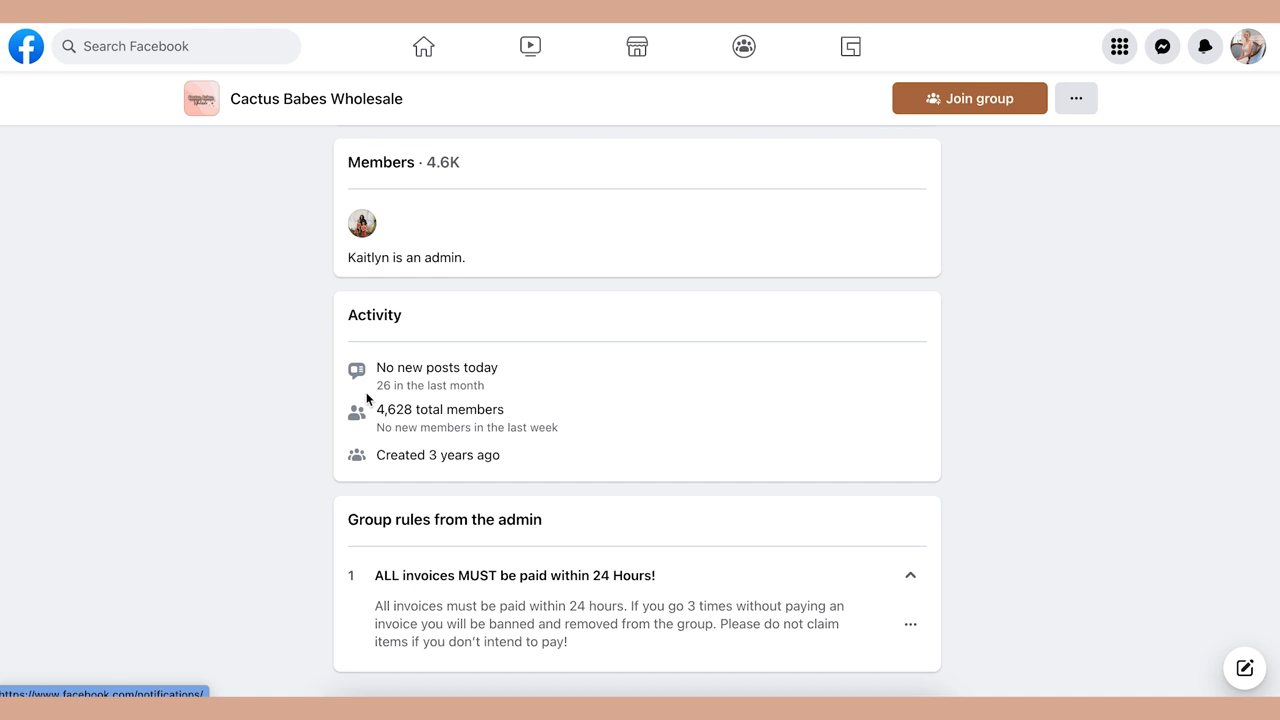 Search Facebook
Cactus Babes Wholesale
Join group
Members · 4.6K
Kaitlyn is an admin.
Activity
No new posts today
26 in the last month
4,628 total members
No new members in the last week
Created 3 years ago
Group rules from the admin
1 ALL invoices MUST be paid within 24 Hours!
All invoices must be paid within 24 hours. If you go 3 times without paying an
invoice you will be banned and removed from the group. Please do not claim
items if you don't intend to pay!
https://www.facebook.com/notifications/